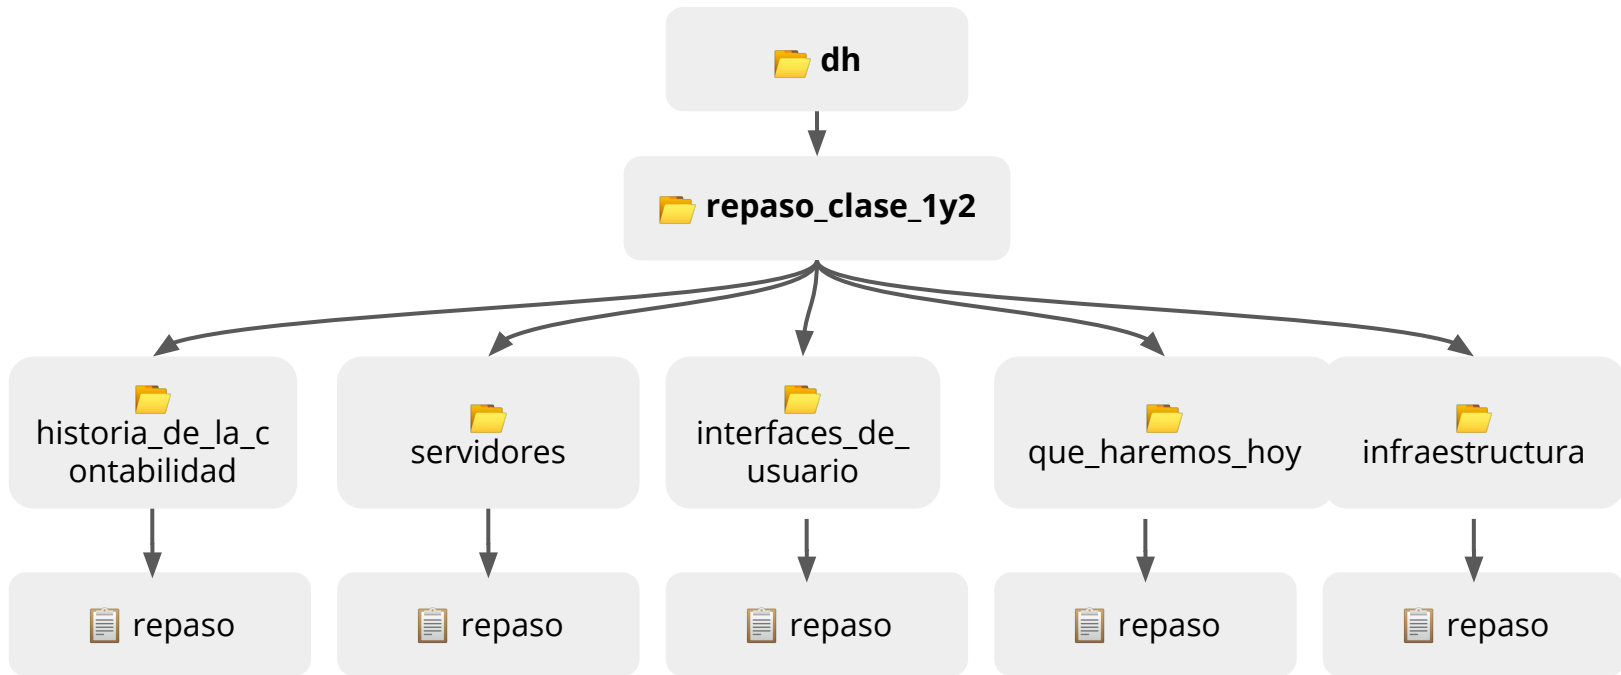 dh
repaso_clase_1y2
historia_de_la_c
ontabilidad
servidores
interfaces_de_
usuario
que_haremos_hoy
infraestructura
repaso
repaso
repaso
repaso
repaso